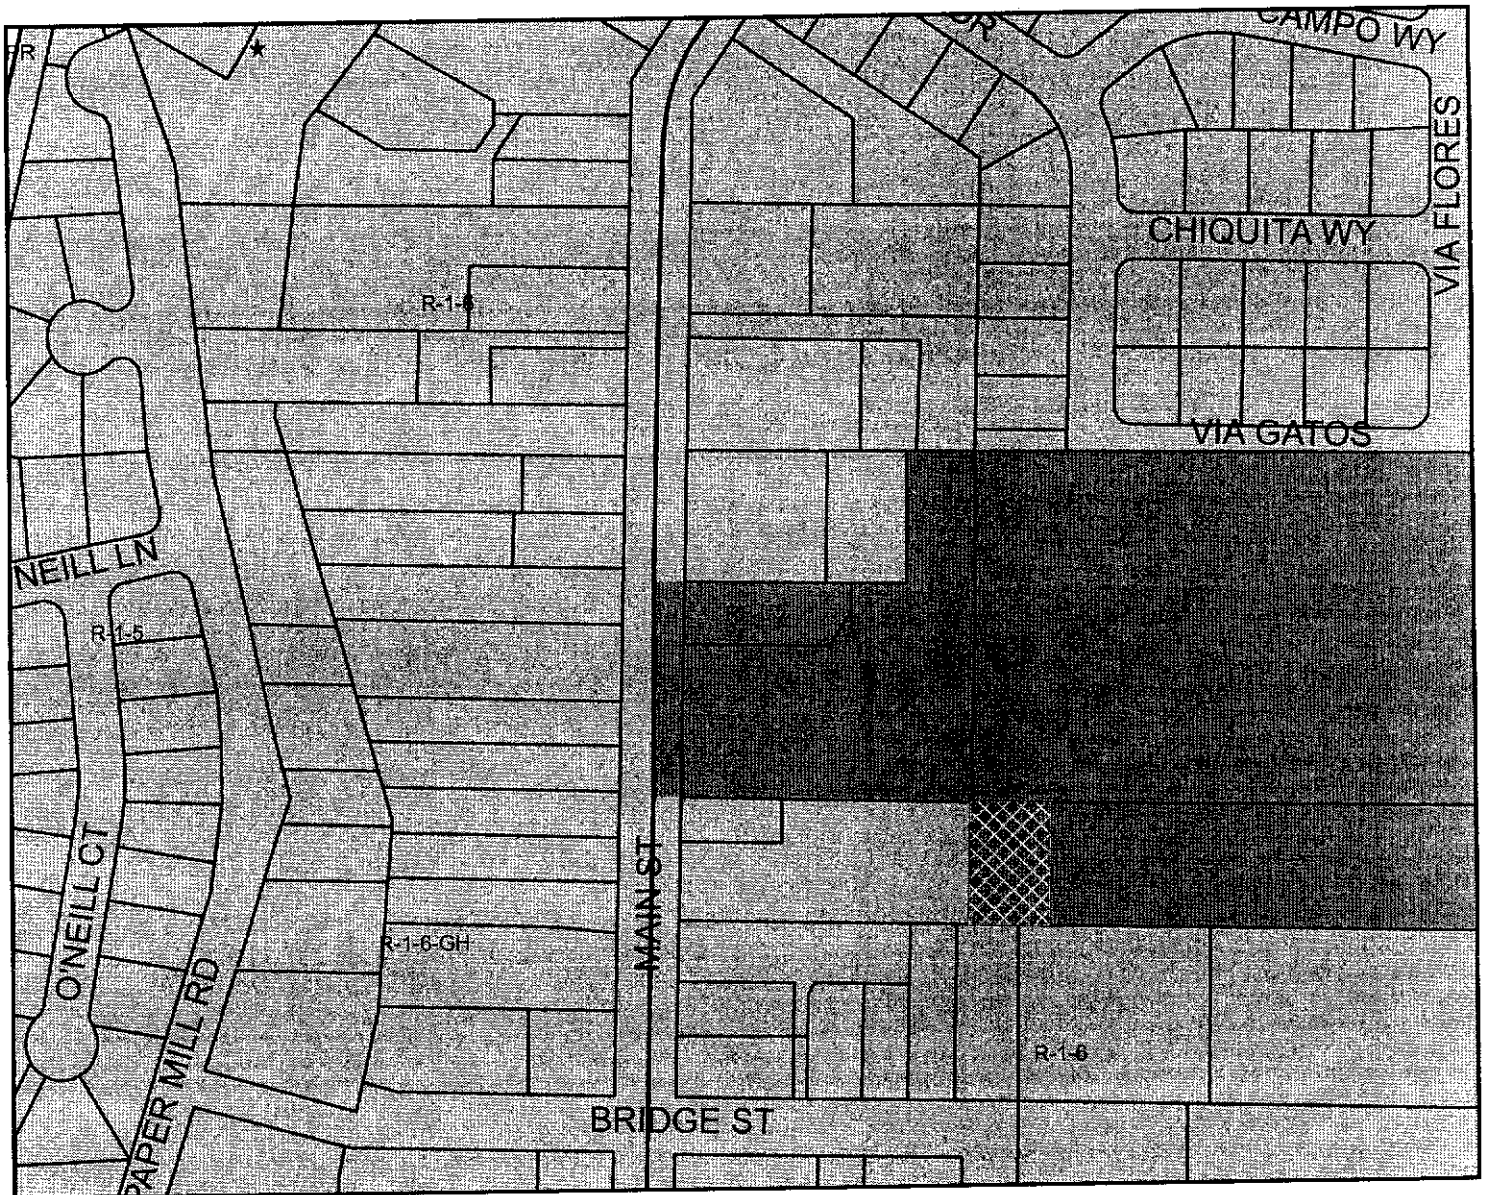 CAMPO WY
VIA FLORES
CHIQUITA WY
R-1-6
VIA GATOS
NEILL LN
R-1-5
O'NEILL CT
MAIN ST
R-1-6-GH
PAPER MILL RD
R-1-6
BRIDGE ST